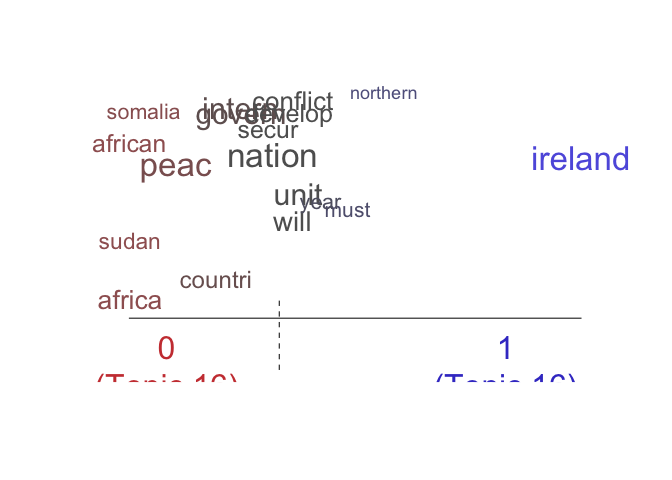 northern
conflict
intern
somalia
govern
develop
secur
african
nation
ireland
peac
unit
year
must
will
sudan
countri
africa
0
1
(Topic 16)
(Topic 16)